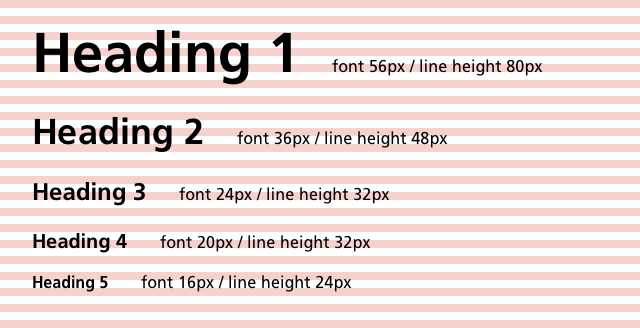 Heading 1 font 56px / line height 80px
Heading 2 font 36px / line height 48px
Heading 3 font 24px / line height 32px
Heading 4 font 20px / line height 32px
Heading 5 font 16px / line height 24px